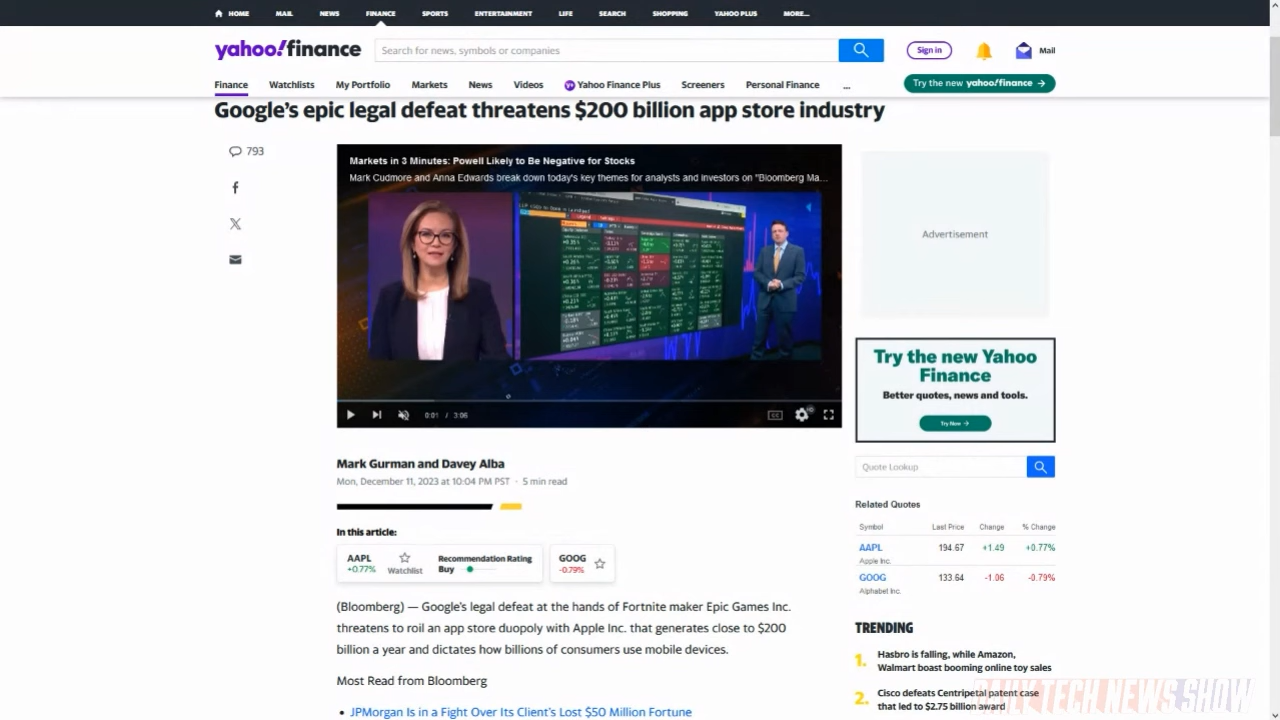 HOME MAIL NEWS FINANCE SPORTS ENTERTAINMENT LIFE SEARCH SHOPPING YAHOO PLUS MORE...
yahoo!finance
Search for news, symbols or companies
Sign in
Mail
Finance Watchlists My Portfolio Markets News Videos Yahoo Finance Plus Screeners Personal Finance ...
Try the new yahoo!finance →
Google's epic legal defeat threatens $200 billion app store industry
793
Markets in 3 Minutes: Powell Likely to Be Negative for Stocks
Mark Cudmore and Anna Edwards break down today's key themes for analysts and investors on "Bloomberg Ma...
0:01 / 3:06
CC
HD
Advertisement
Try the new Yahoo
Finance
Better quotes, news and tools.
Try Now →
Quote Lookup
Mark Gurman and Davey Alba
Mon, December 11, 2023 at 10:04 PM PST · 5 min read
In this article:
AAPL
+0.77%
Watchlist
Recommendation Rating
Buy
GOOG
-0.79%
Related Quotes
Symbol Last Price Change % Change
AAPL 194.67 +1.49 +0.77%
Apple Inc.
GOOG 133.64 -1.06 -0.79%
Alphabet Inc.
(Bloomberg) — Google's legal defeat at the hands of Fortnite maker Epic Games Inc.
threatens to roil an app store duopoly with Apple Inc. that generates close to $200
billion a year and dictates how billions of consumers use mobile devices.
Most Read from Bloomberg
• JPMorgan Is in a Fight Over Its Client's Lost $50 Million Fortune
TRENDING
1. Hasbro is falling, while Amazon,
Walmart boast booming online toy sales
2. Cisco defeats Centripetal patent case
that led to $2.75 billion award
DAILY TECH NEWS SHOW